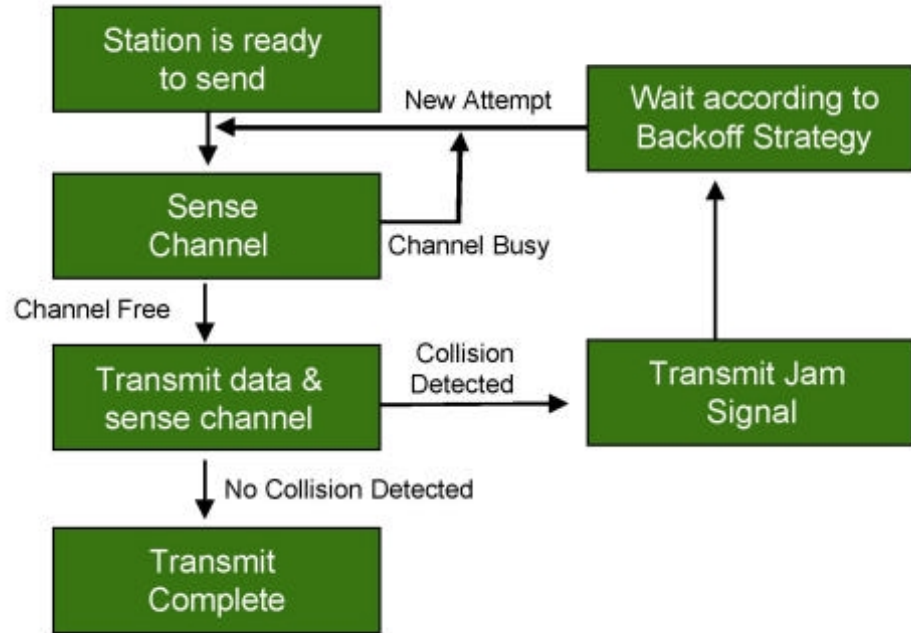 Station is ready
to send
New Attempt
Wait according to
Backoff Strategy
Sense
Channel
Channel Busy
Channel Free
Transmit data &
sense channel
Collision
Detected
Transmit Jam
Signal
No Collision Detected
Transmit
Complete